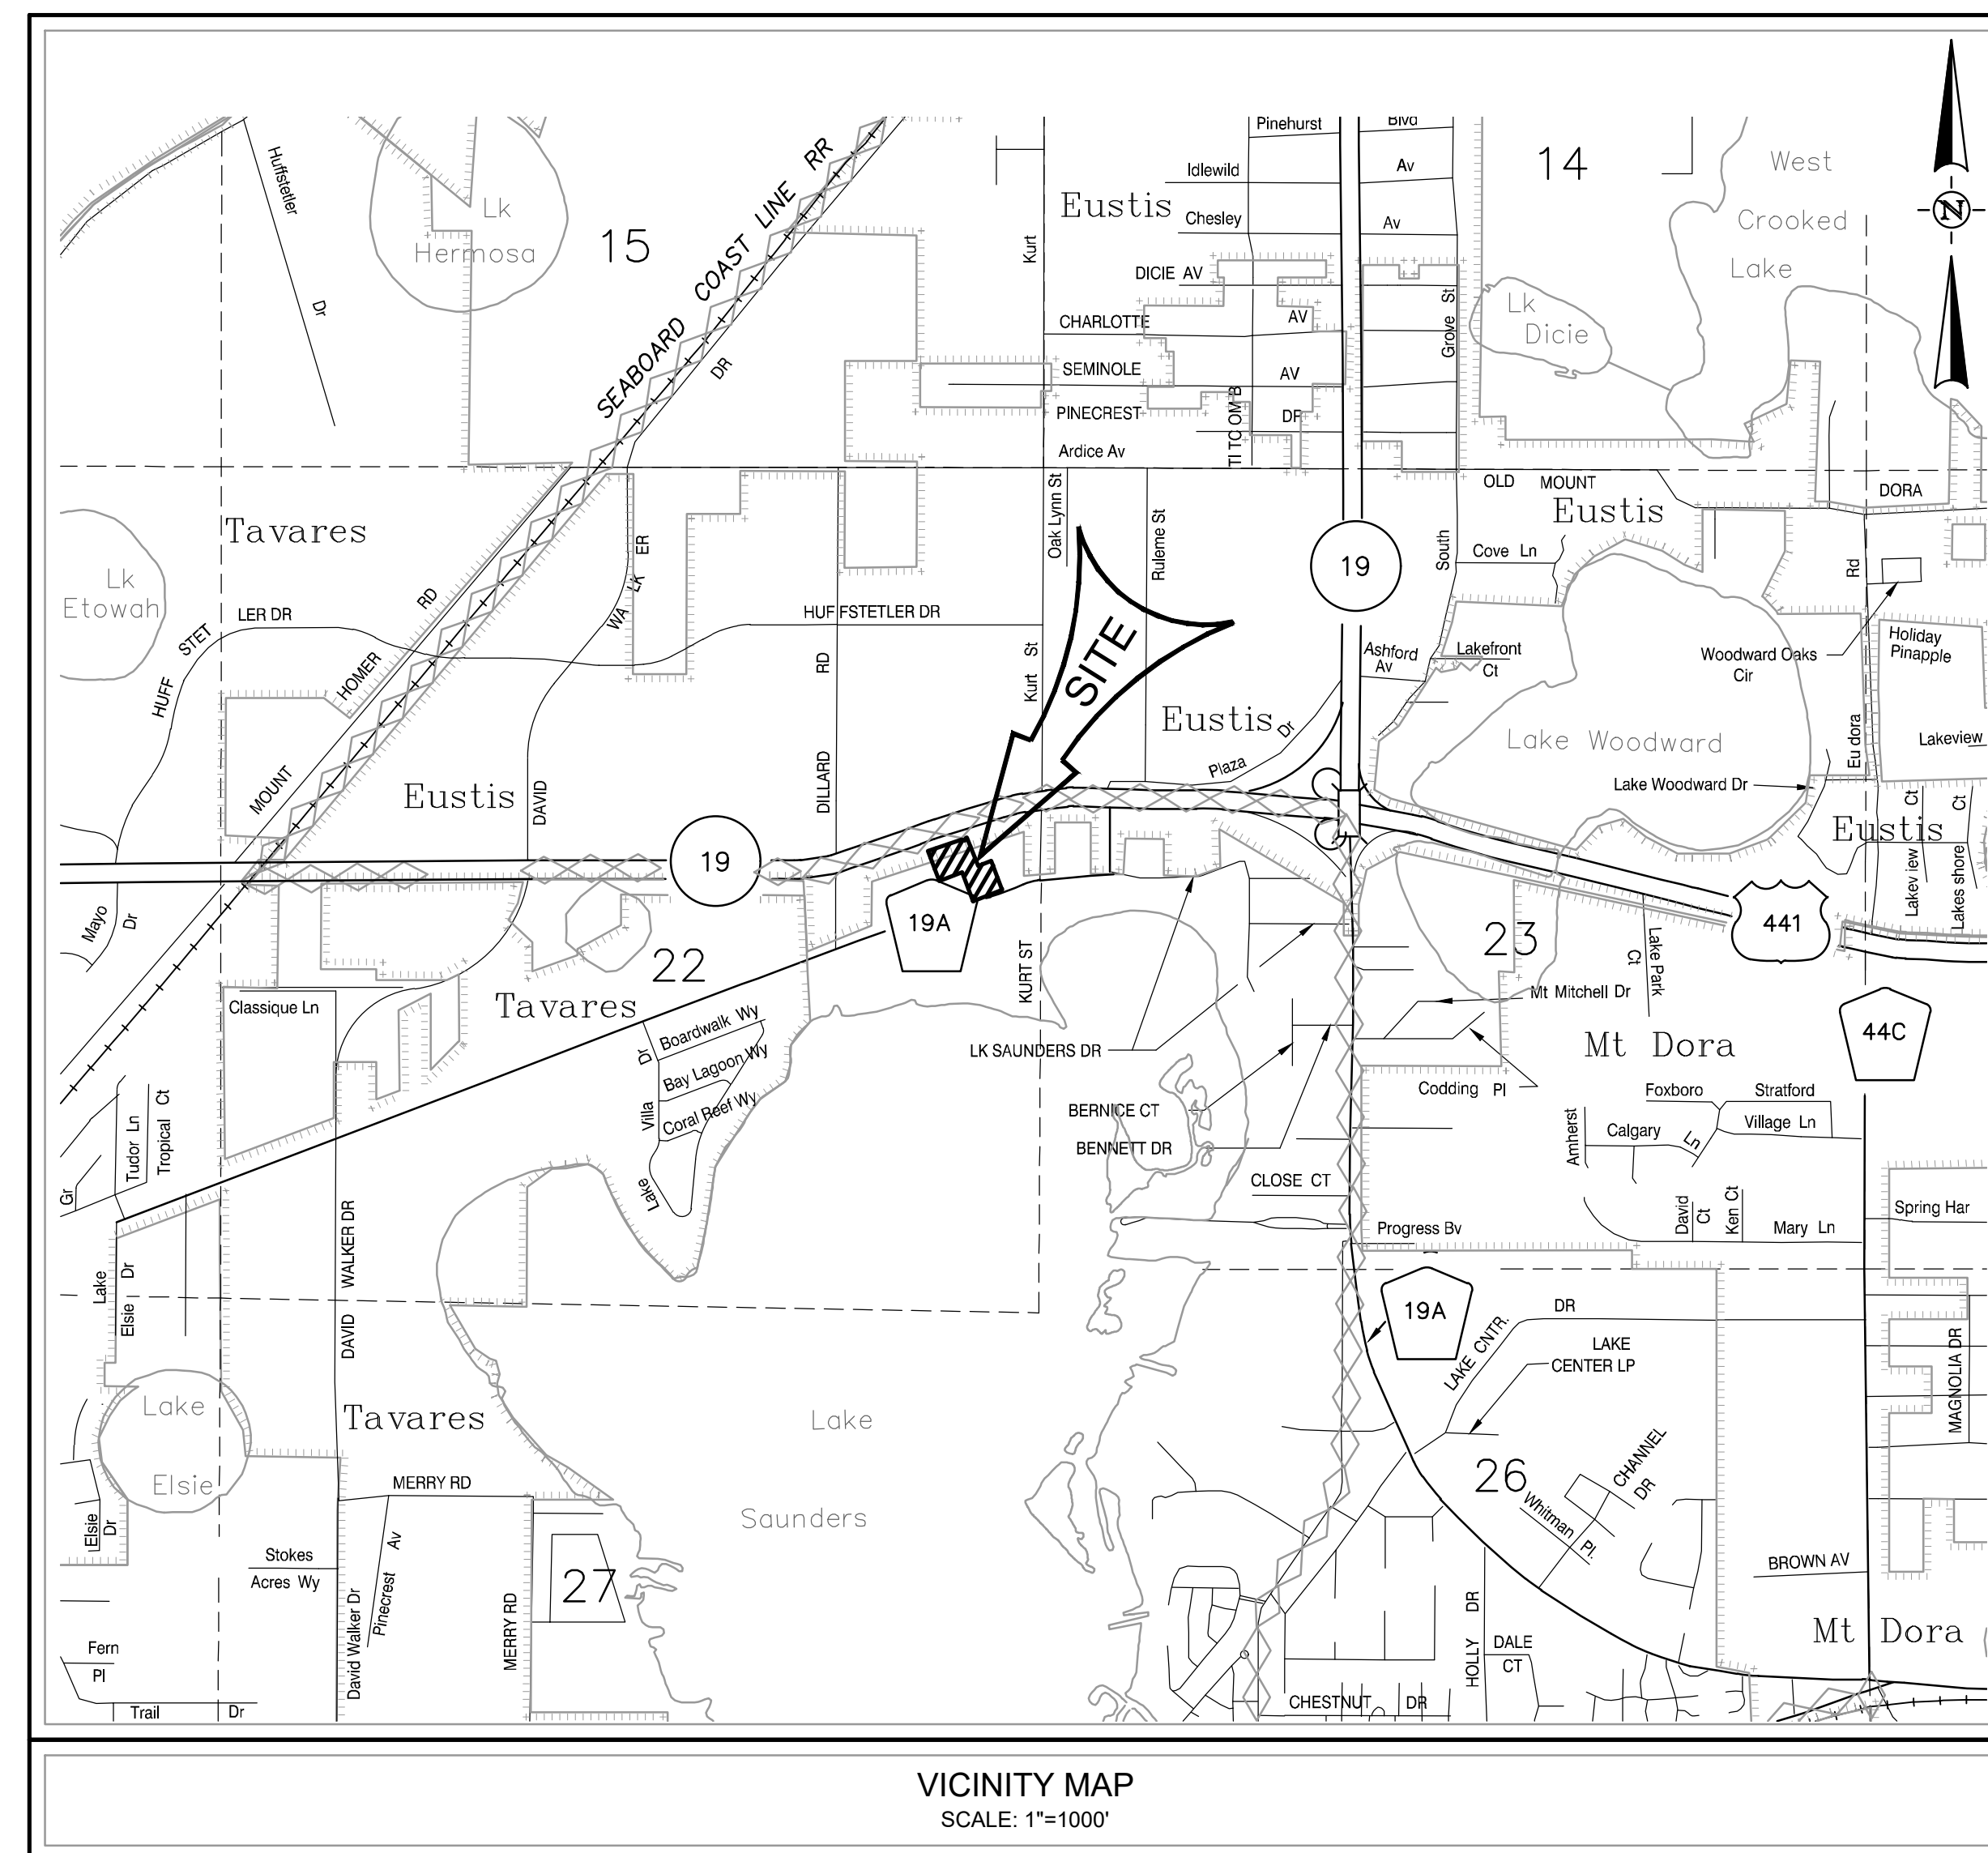 Pinehurst
Blvd
Idlewild
Av
14
West
Crooked
Lake
N
Huffstetler
Dr
Lk
Hermosa
15
SEABOARD COAST LINE RR
DR
Eustis
Kurt
Chesley
Av
DICIE AV
CHARLOTTE
AV
SEMINOLE
AV
PINECREST
Ardice Av
Grove St
Lk
Dicie
OLD MOUNT
DORA
Eustis
Tavares
Lk
Etowah
HUFF
STET
LER DR
MOUNT
HOMER
RD
WA
LK
ER
DAVID
HUFFSTETLER DR
DILLARD
RD
Oak Lynn St
Ruleme St
Kurt St
SITE
19
South
Cove Ln
Ashford
Av
Lakefront
Ct
Woodward Oaks
Cir
Rd
Eu dora
Holiday
Pinapple
Lakeview
Eustis
Plaza
Dr
Lake Woodward
Lake Woodward Dr
Eustis
Lakev iew
Ct
Lakes shore
Ct
Eustis
19
19A
441
44C
Mayo
Dr
22
Tavares
Classique Ln
KURT ST
23
Lake Park
Ct
Mt Mitchell Dr
Mt Dora
LK SAUNDERS DR
Boardwalk Wy
Bay Lagoon Wy
Coral Reef Wy
Dr
Villa
Lake
Codding Pl
BERNICE CT
BENNETT DR
CLOSE CT
Foxboro
Stratford
Village Ln
Amherst
Calgary
Ln
Tudor Ln
Tropical Ct
Gr
David
Ct
Ken Ct
Mary Ln
Spring Har
Progress Bv
WALKER DR
DAVID
Lake
Elsie Dr
19A
DR
LAKE CNTR.
LAKE
CENTER LP
MAGNOLIA DR
Lake
Elsie
Tavares
Lake
Saunders
MERRY RD
26
CHANNEL
DR
Whitman
Pl.
Elsie
Dr
Stokes
Acres Wy
Pinecrest Av
27
BROWN AV
Fern
Pl
David Walker Dr
MERRY RD
HOLLY DR
DALE
CT
Mt Dora
Trail Dr
CHESTNUT DR
VICINITY MAP
SCALE: 1"=1000'